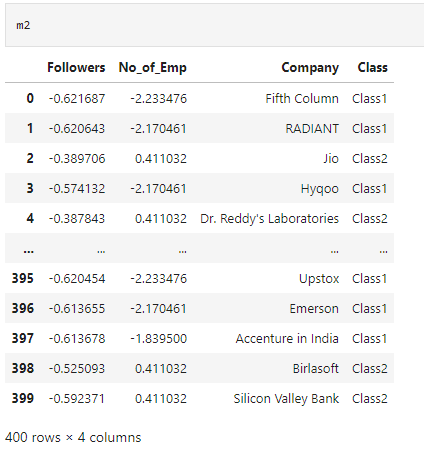 m2
Followers No_of_Emp Company Class
0 -0.621687 -2.233476 Fifth Column Class1
1 -0.620643 -2.170461 RADIANT Class1
2 -0.389706 0.411032 Jio Class2
3 -0.574132 -2.170461 Hyqoo Class1
4 -0.387843 0.411032 Dr. Reddy's Laboratories Class2
... ... ... ... ...
395 -0.620454 -2.233476 Upstox Class1
396 -0.613655 -2.170461 Emerson Class1
397 -0.613678 -1.839500 Accenture in India Class1
398 -0.525093 0.411032 Birlasoft Class2
399 -0.592371 0.411032 Silicon Valley Bank Class2
400 rows × 4 columns